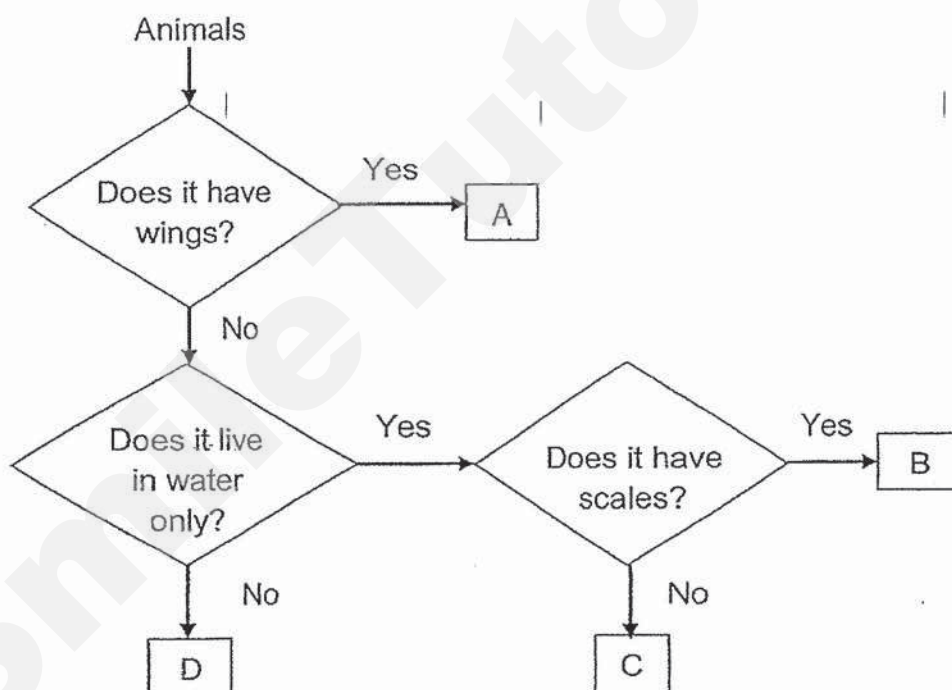 Animals
Does it have
wings?
Yes
A
No
Does it live
in water
only?
Yes
Does it have
scales?
Yes
B
No
D
No
C
SmileTuto